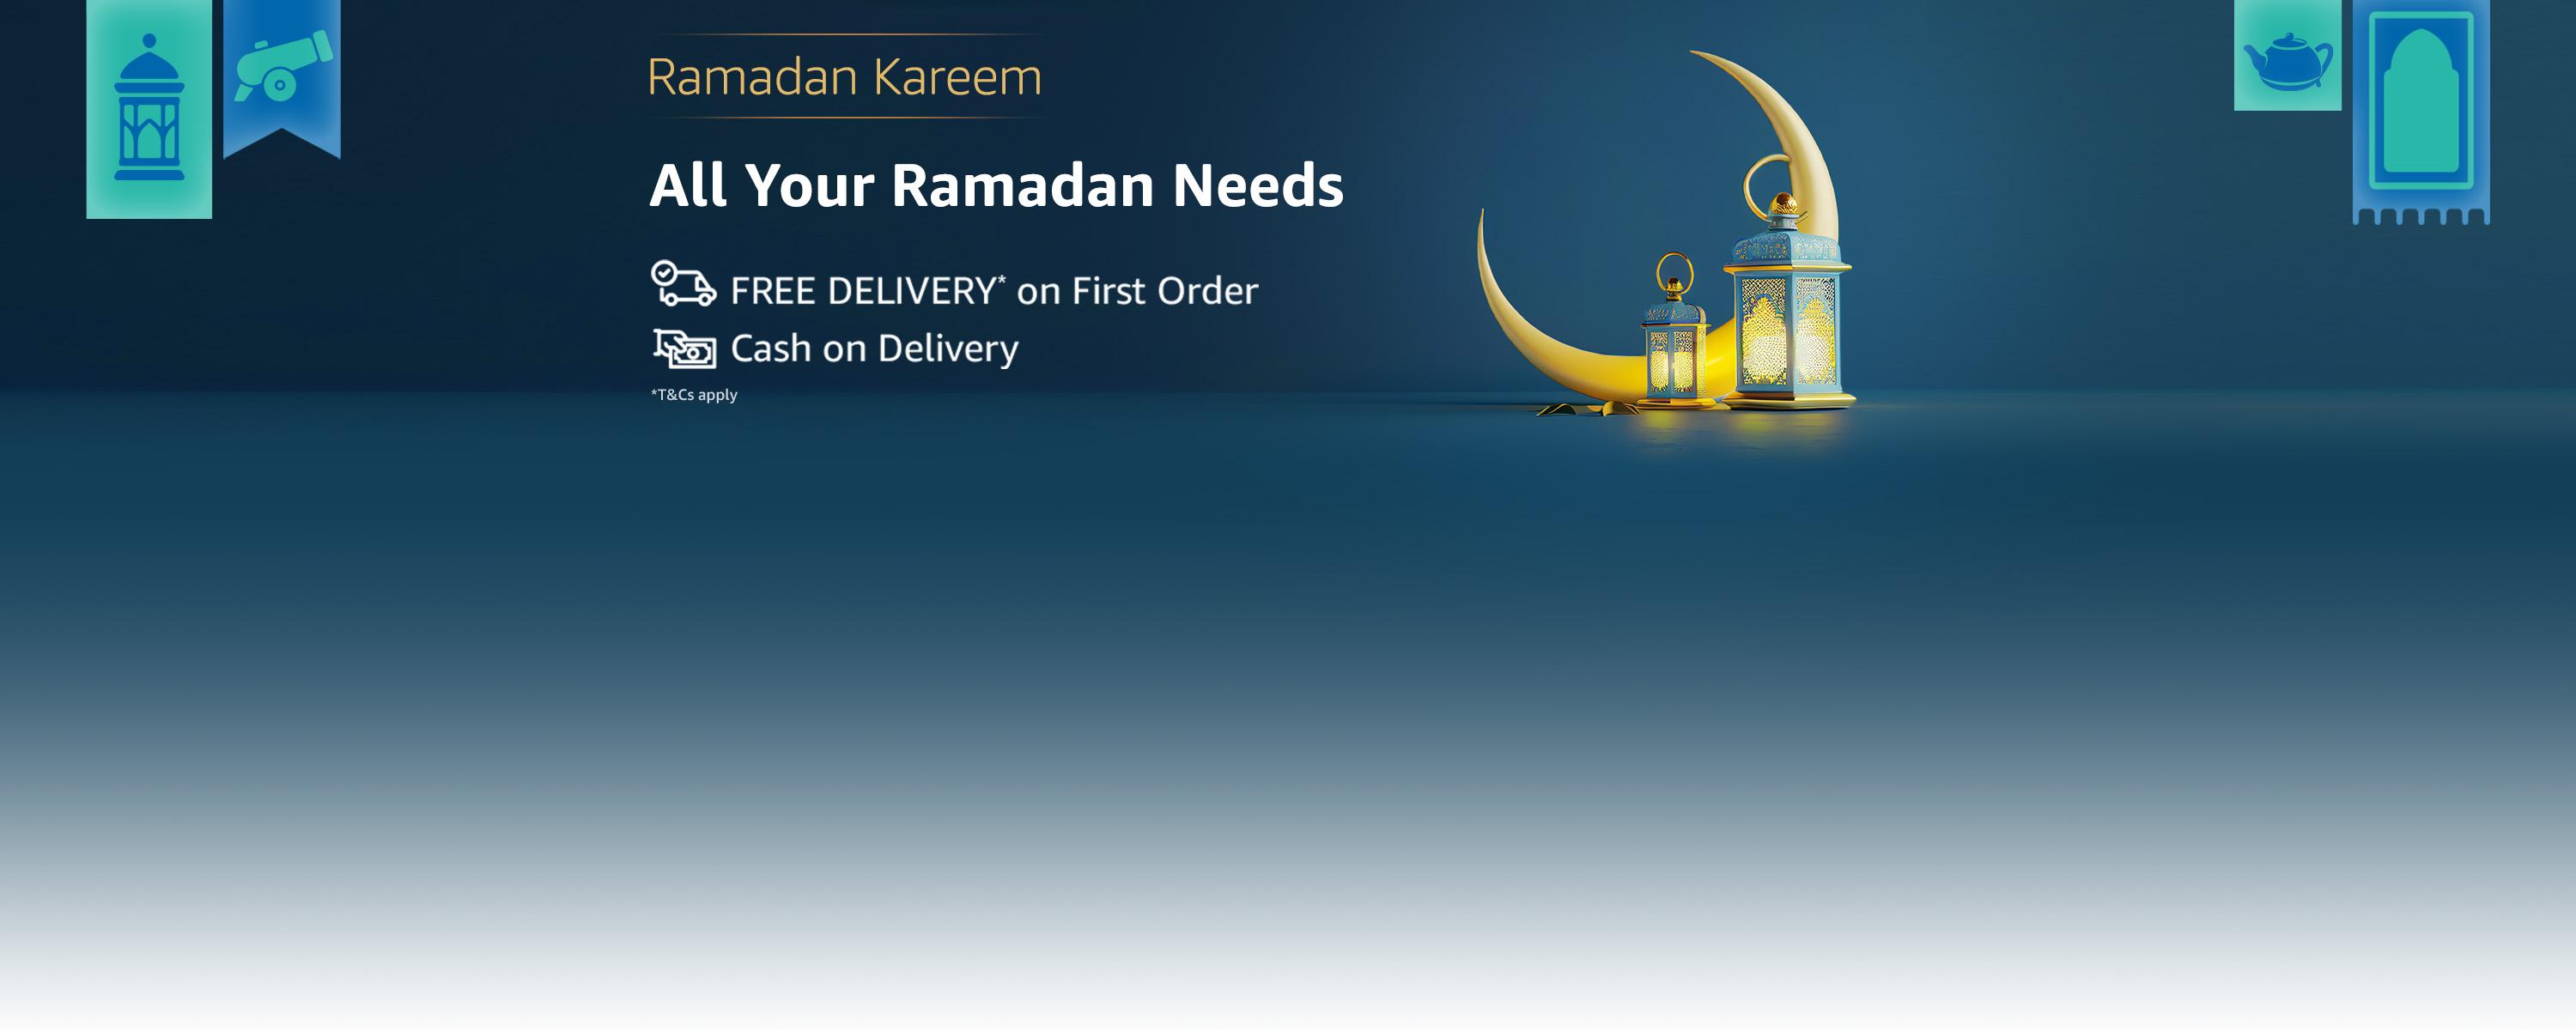 Ramadan Kareem
All Your Ramadan Needs
FREE DELIVERY* on First Order
Cash on Delivery
*T&Cs apply